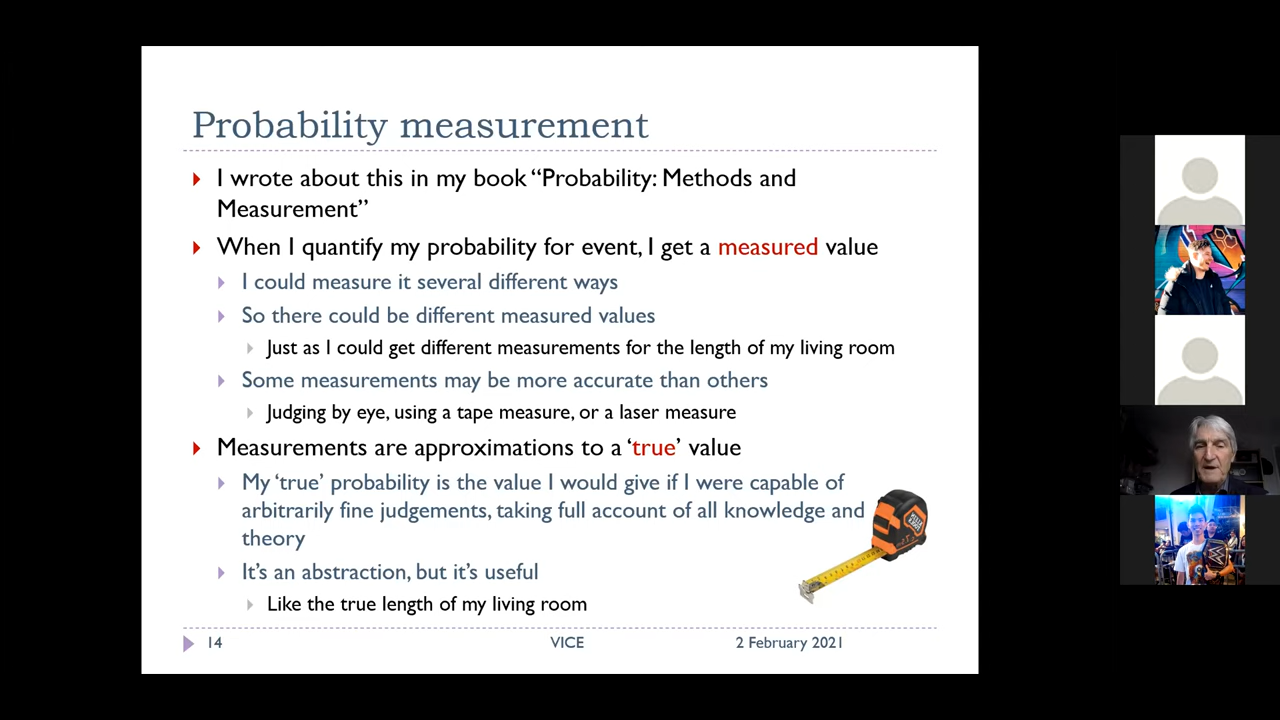 Probability measurement
I wrote about this in my book “Probability: Methods and
Measurement”
When I quantify my probability for event, I get a measured value
I could measure it several different ways
So there could be different measured values
Just as I could get different measurements for the length of my living room
Some measurements may be more accurate than others
Judging by eye, using a tape measure, or a laser measure
Measurements are approximations to a ‘true’ value
My ‘true’ probability is the value I would give if I were capable of
arbitrarily fine judgements, taking full account of all knowledge and
theory
It’s an abstraction, but it’s useful
Like the true length of my living room
14 VICE 2 February 2021